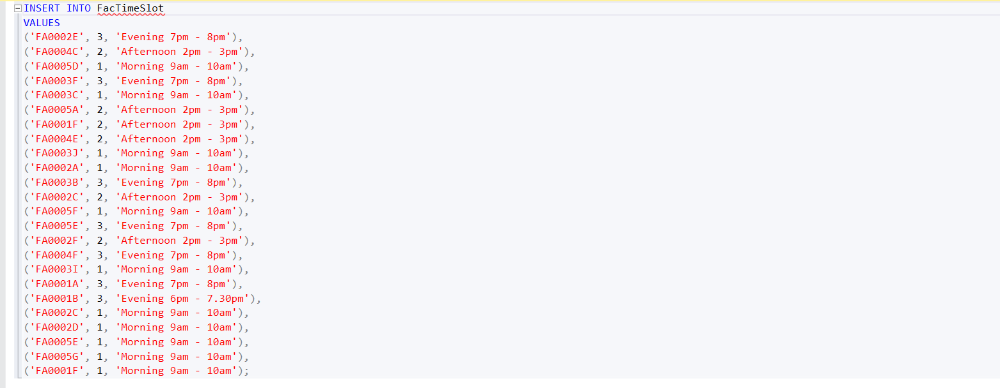 INSERT INTO FacTimeSlot
VALUES
('FA0002E', 3, 'Evening 7pm - 8pm'),
('FA0004C', 2, 'Afternoon 2pm - 3pm'),
('FA0005D', 1, 'Morning 9am - 10am'),
('FA0003F', 3, 'Evening 7pm - 8pm'),
('FA0003C', 1, 'Morning 9am - 10am'),
('FA0005A', 2, 'Afternoon 2pm - 3pm'),
('FA0001F', 2, 'Afternoon 2pm - 3pm'),
('FA0004E', 2, 'Afternoon 2pm - 3pm'),
('FA0003J', 1, 'Morning 9am - 10am'),
('FA0002A', 1, 'Morning 9am - 10am'),
('FA0003B', 3, 'Evening 7pm - 8pm'),
('FA0002C', 2, 'Afternoon 2pm - 3pm'),
('FA0005F', 1, 'Morning 9am - 10am'),
('FA0005E', 3, 'Evening 7pm - 8pm'),
('FA0002F', 2, 'Afternoon 2pm - 3pm'),
('FA0004F', 3, 'Evening 7pm - 8pm'),
('FA0003I', 1, 'Morning 9am - 10am'),
('FA0001A', 3, 'Evening 7pm - 8pm'),
('FA0001B', 3, 'Evening 6pm - 7.30pm'),
('FA0002C', 1, 'Morning 9am - 10am'),
('FA0002D', 1, 'Morning 9am - 10am'),
('FA0005E', 1, 'Morning 9am - 10am'),
('FA0005G', 1, 'Morning 9am - 10am'),
('FA0001F', 1, 'Morning 9am - 10am');